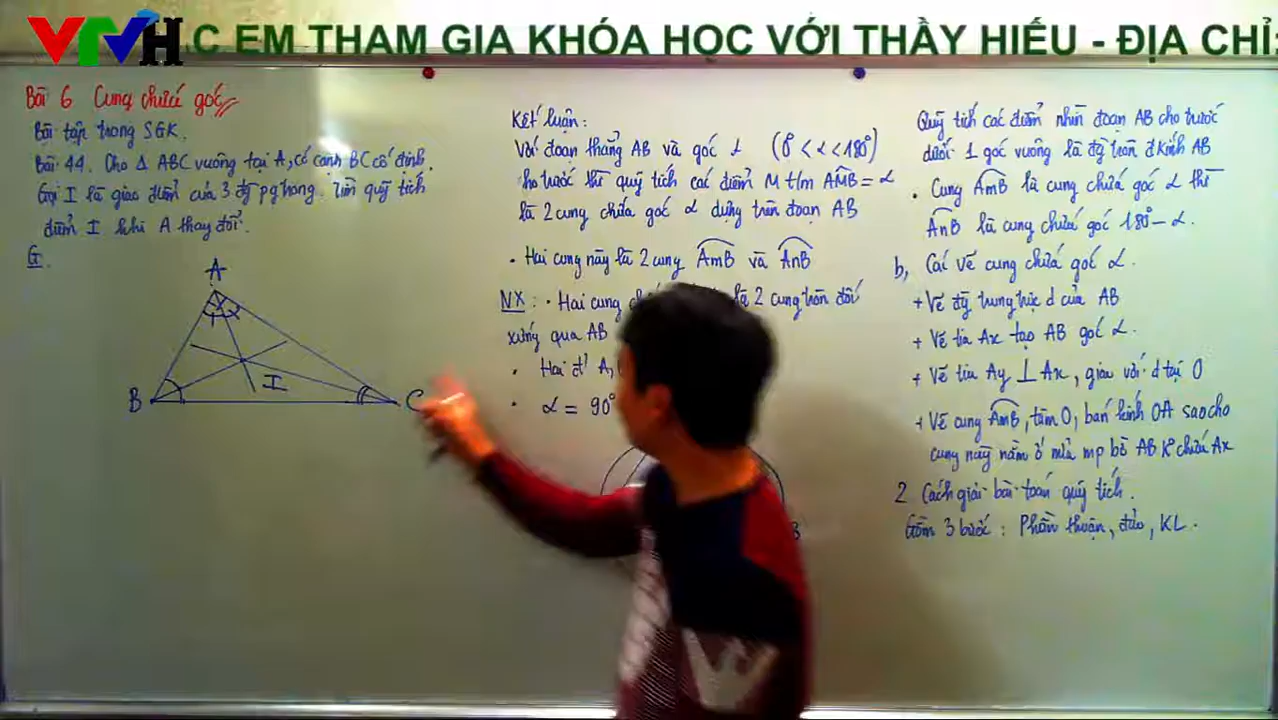 VTVH
.C EM THAM GIA KHÓA HỌC VỚI THẦY HIẾU - ĐỊA CHỈ
Bài 6 Cung chứa góc
Bài tập trong SGK.
Bài 44. Cho Δ ABC vuông tại A, có cạnh BC cố định
Gọi I là giao điểm của 3 đg pg trong. Tìm quỹ tích
điểm I khi A thay đổi.
G.
A
B
I
C
Kết luận:
Với đoạn thẳng AB và góc α (0° < α < 180°)
cho trước thì quỹ tích các điểm M t/m AMB = α
là 2 cung chứa góc α dựng trên đoạn AB
. Hai cung này là 2 cung AmB và AnB
NX : . Hai cung là 2 cung tròn đối
xứng qua AB
. Hai đ' A,
. α = 90°
B
Quỹ tích các điểm nhìn đoạn AB cho trước
dưới 1 góc vuông là đg tròn đkính AB
. Cung AmB là cung chứa góc α thì
AnB là cung chứa góc 180° - α.
b, Cái vẽ cung chứa góc α.
+ Vẽ đg trung trực d của AB
+ Vẽ tia Ax tạo AB góc α.
+ Vẽ tia Ay ⊥ Ax, giao với d tại O
+ Vẽ cung AmB, tâm O, bán kính OA sao cho
cung này nằm ở nửa mp bờ AB K° chứa Ax
2 Cách giải bài toán quỹ tích.
Gồm 3 bước : Phần thuận, đảo, KL.